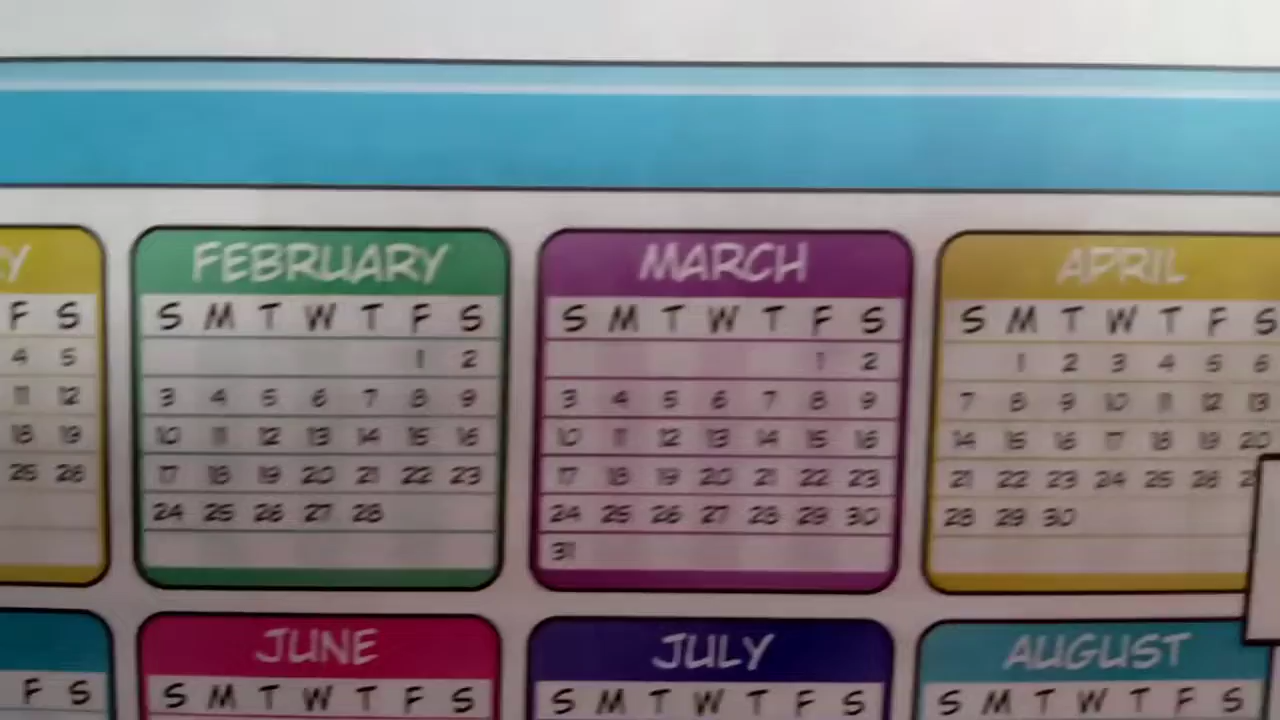 Y
F S
4 5
11 12
18 19
25 26
FEBRUARY
S M T W T F S
1 2
3 4 5 6 7 8 9
10 11 12 13 14 15 16
17 18 19 20 21 22 23
24 25 26 27 28
MARCH
S M T W T F S
1 2
3 4 5 6 7 8 9
10 11 12 13 14 15 16
17 18 19 20 21 22 23
24 25 26 27 28 29 30
31
APRIL
S M T W T F S
1 2 3 4 5 6
7 8 9 10 11 12 13
14 15 16 17 18 19 20
21 22 23 24 25 26 2
28 29 30
F S
JUNE
S M T W T F S
JULY
S M T W T F S
AUGUST
S M T W T F S